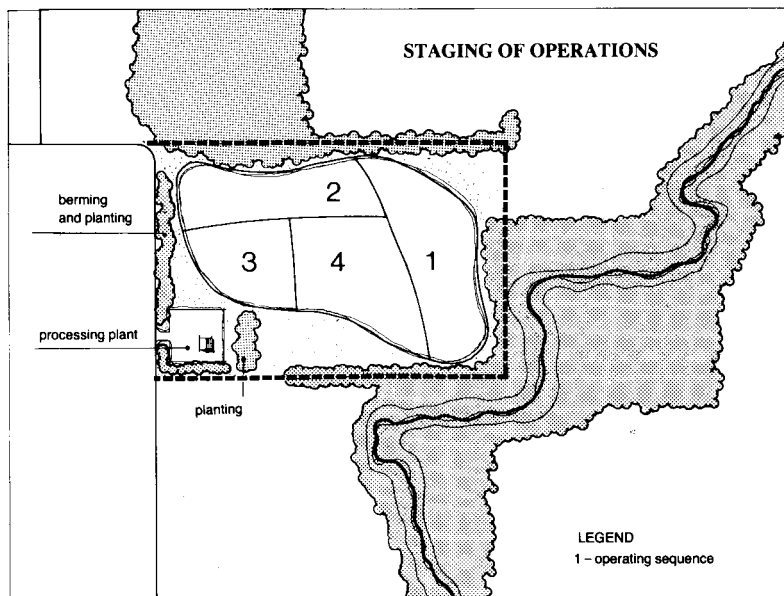 STAGING OF OPERATIONS
berming
and planting
2
3
4
1
processing plant
planting
LEGEND
1 – operating sequence